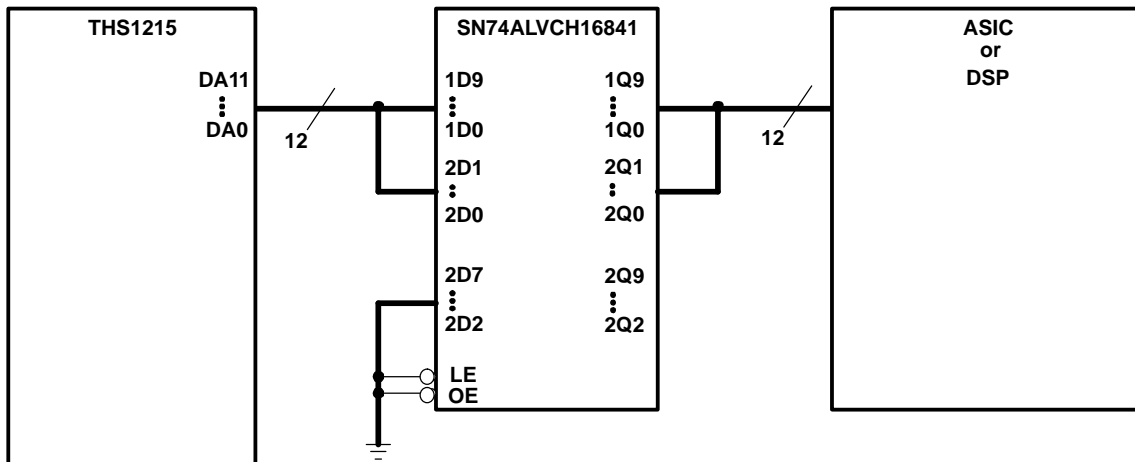 THS1215
DA11
DA0
12
SN74ALVCH16841
1D9
1D0
2D1
2D0
2D7
2D2
LE
OE
1Q9
1Q0
2Q1
2Q0
2Q9
2Q2
12
ASIC
or
DSP